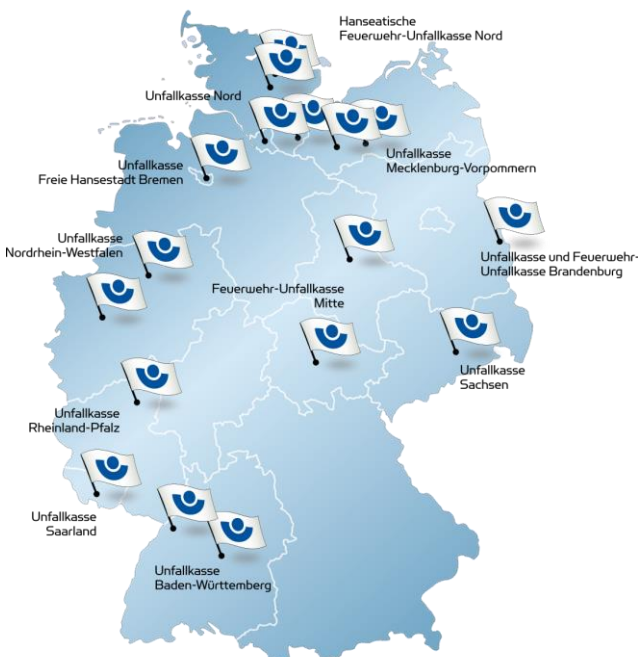 Hanseatische
Feuerwehr-Unfallkasse Nord
Unfallkasse Nord
Unfallkasse
Mecklenburg-Vorpommern
Unfallkasse
Freie Hansestadt Bremen
Unfallkasse
Nordrhein-Westfalen
Unfallkasse und Feuerwehr-
Unfallkasse Brandenburg
Feuerwehr-Unfallkasse
Mitte
Unfallkasse
Sachsen
Unfallkasse
Rheinland-Pfalz
Unfallkasse
Saarland
Unfallkasse
Baden-Württemberg